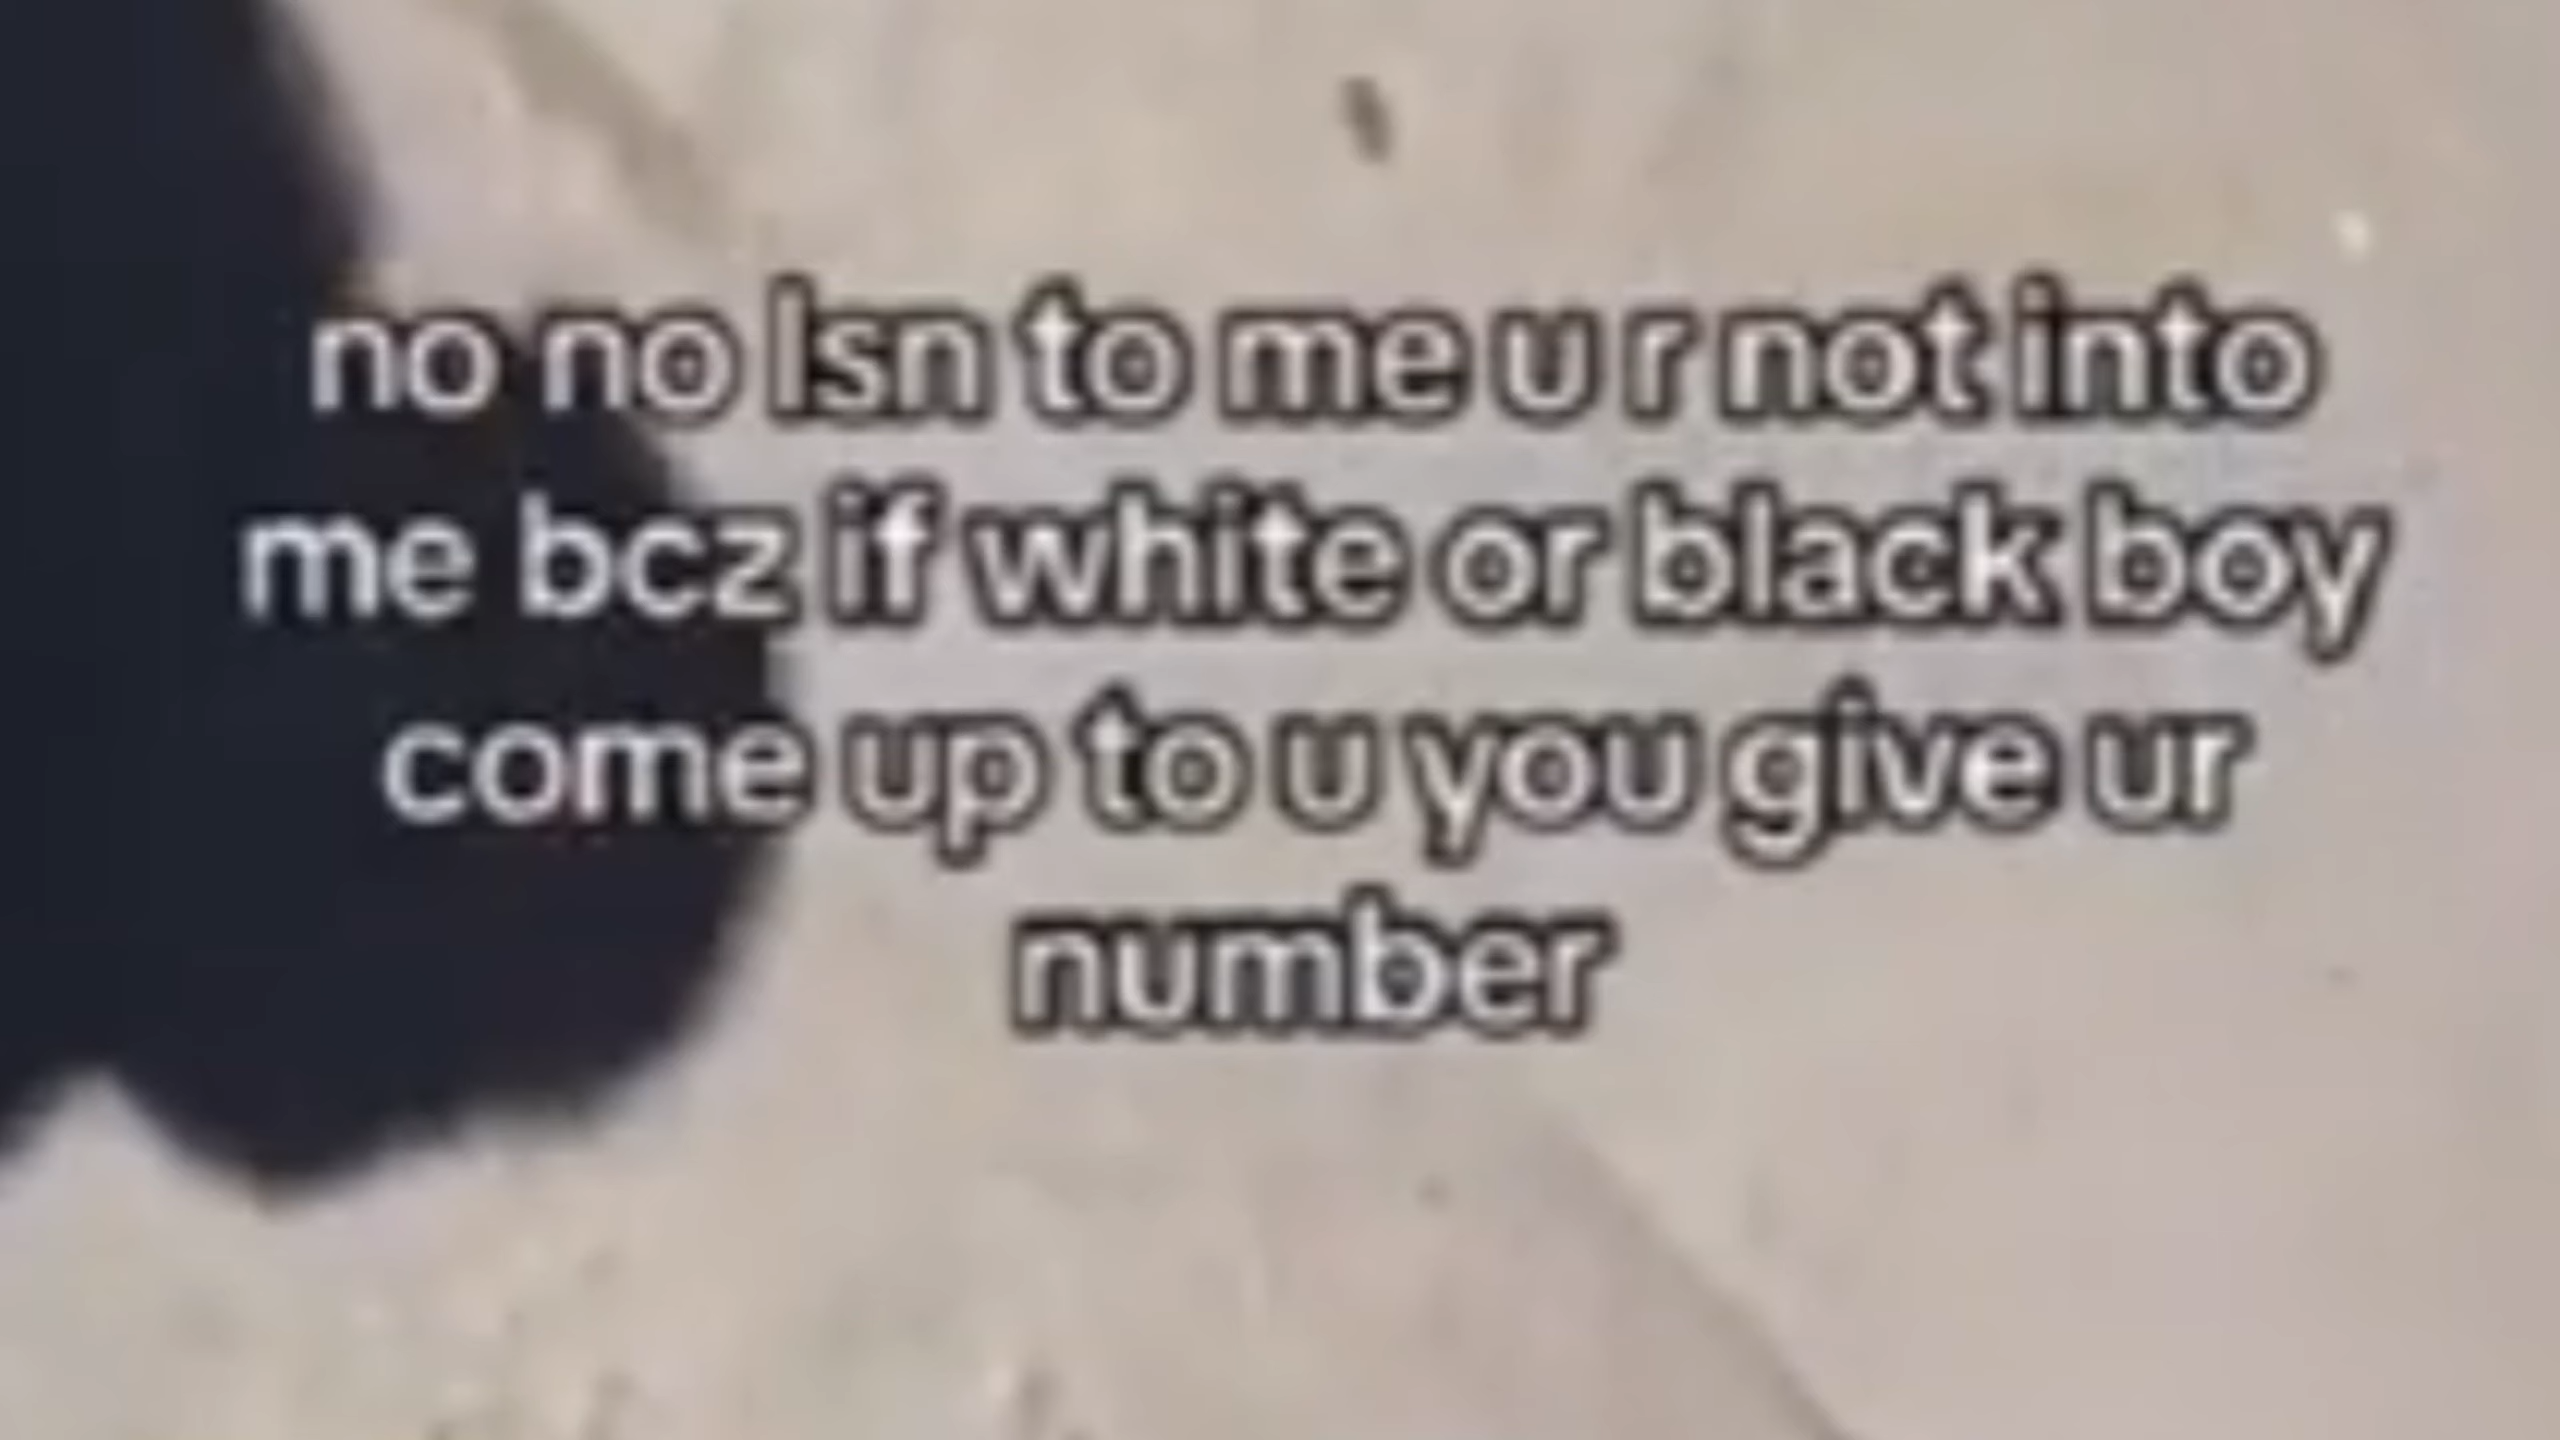 no no lsn to me u r not into
me bcz if white or black boy
come up to u you give ur
number